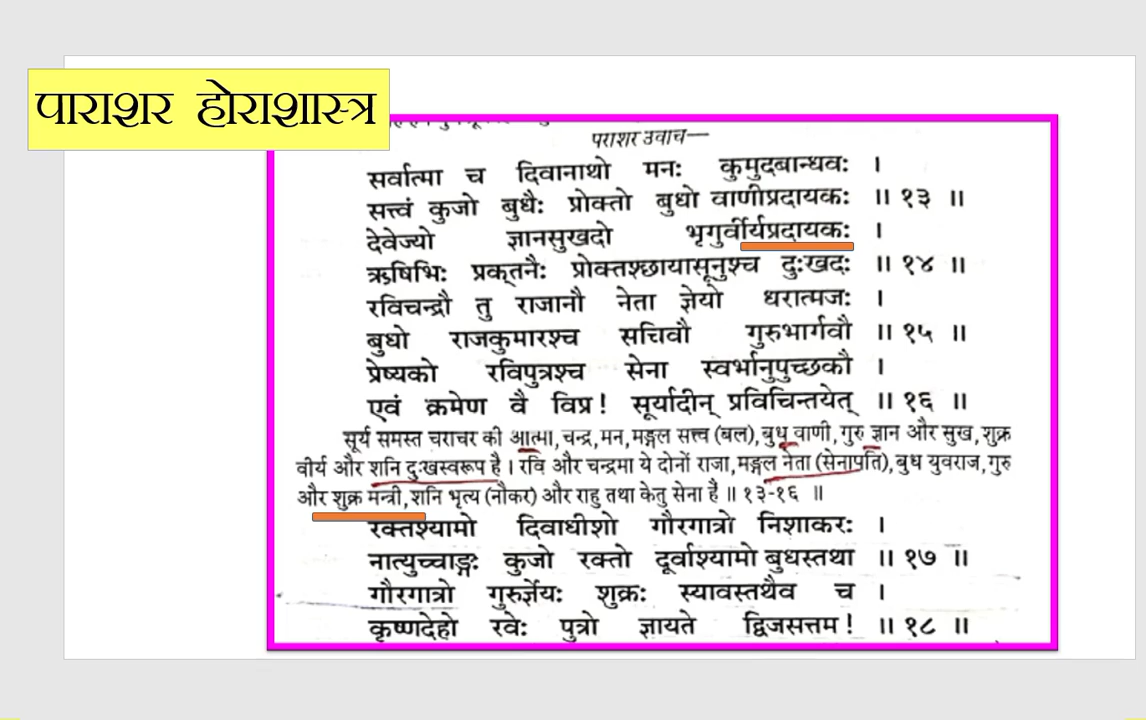 पाराशर होराशास्त्र
पराशर उवाच—
सर्वात्मा च दिवानाथो मनः कुमुदबान्धवः ।
सत्त्वं कुजो बुधैः प्रोक्तो बुधो वाणीप्रदायकः ॥ १३ ॥
देवेज्यो ज्ञानसुखदो भृगुर्वीर्यप्रदायकः ।
ऋषिभिः प्रक्तनैः प्रोक्तश्छायासूनुश्च दुःखदः ॥ १४ ॥
रविचन्द्रौ तु राजानौ नेता ज्ञेयो धरात्मजः ।
बुधो राजकुमारश्च सचिवौ गुरुभार्गवौ ॥ १५ ॥
प्रेष्यको रविपुत्रश्च सेना स्वर्भानुपुच्छकौ ।
एवं क्रमेण वै विप्र! सूर्यादीन् प्रविचिन्तयेत् ॥ १६ ॥
सूर्य समस्त चराचर की आत्मा, चन्द्र, मन, मङ्गल सत्त्व (बल), बुध वाणी, गुरु ज्ञान और सुख, शुक्र
वीर्य और शनि दुःखस्वरूप है । रवि और चन्द्रमा ये दोनों राजा, मङ्गल नेता (सेनापति), बुध युवराज, गुरु
और शुक्र मन्त्री, शनि भृत्य (नौकर) और राहु तथा केतु सेना हैं ॥ १३-१६ ॥
रक्तश्यामो दिवाधीशो गौरगात्रो निशाकरः ।
नात्युच्चाङ्गः कुजो रक्तो दूर्वाश्यामो बुधस्तथा ॥ १७ ॥
गौरगात्रो गुरुर्ज्ञेयः शुक्रः स्यावस्तथैव च ।
कृष्णदेहो रवेः पुत्रो ज्ञायते द्विजसत्तम! ॥ १८ ॥